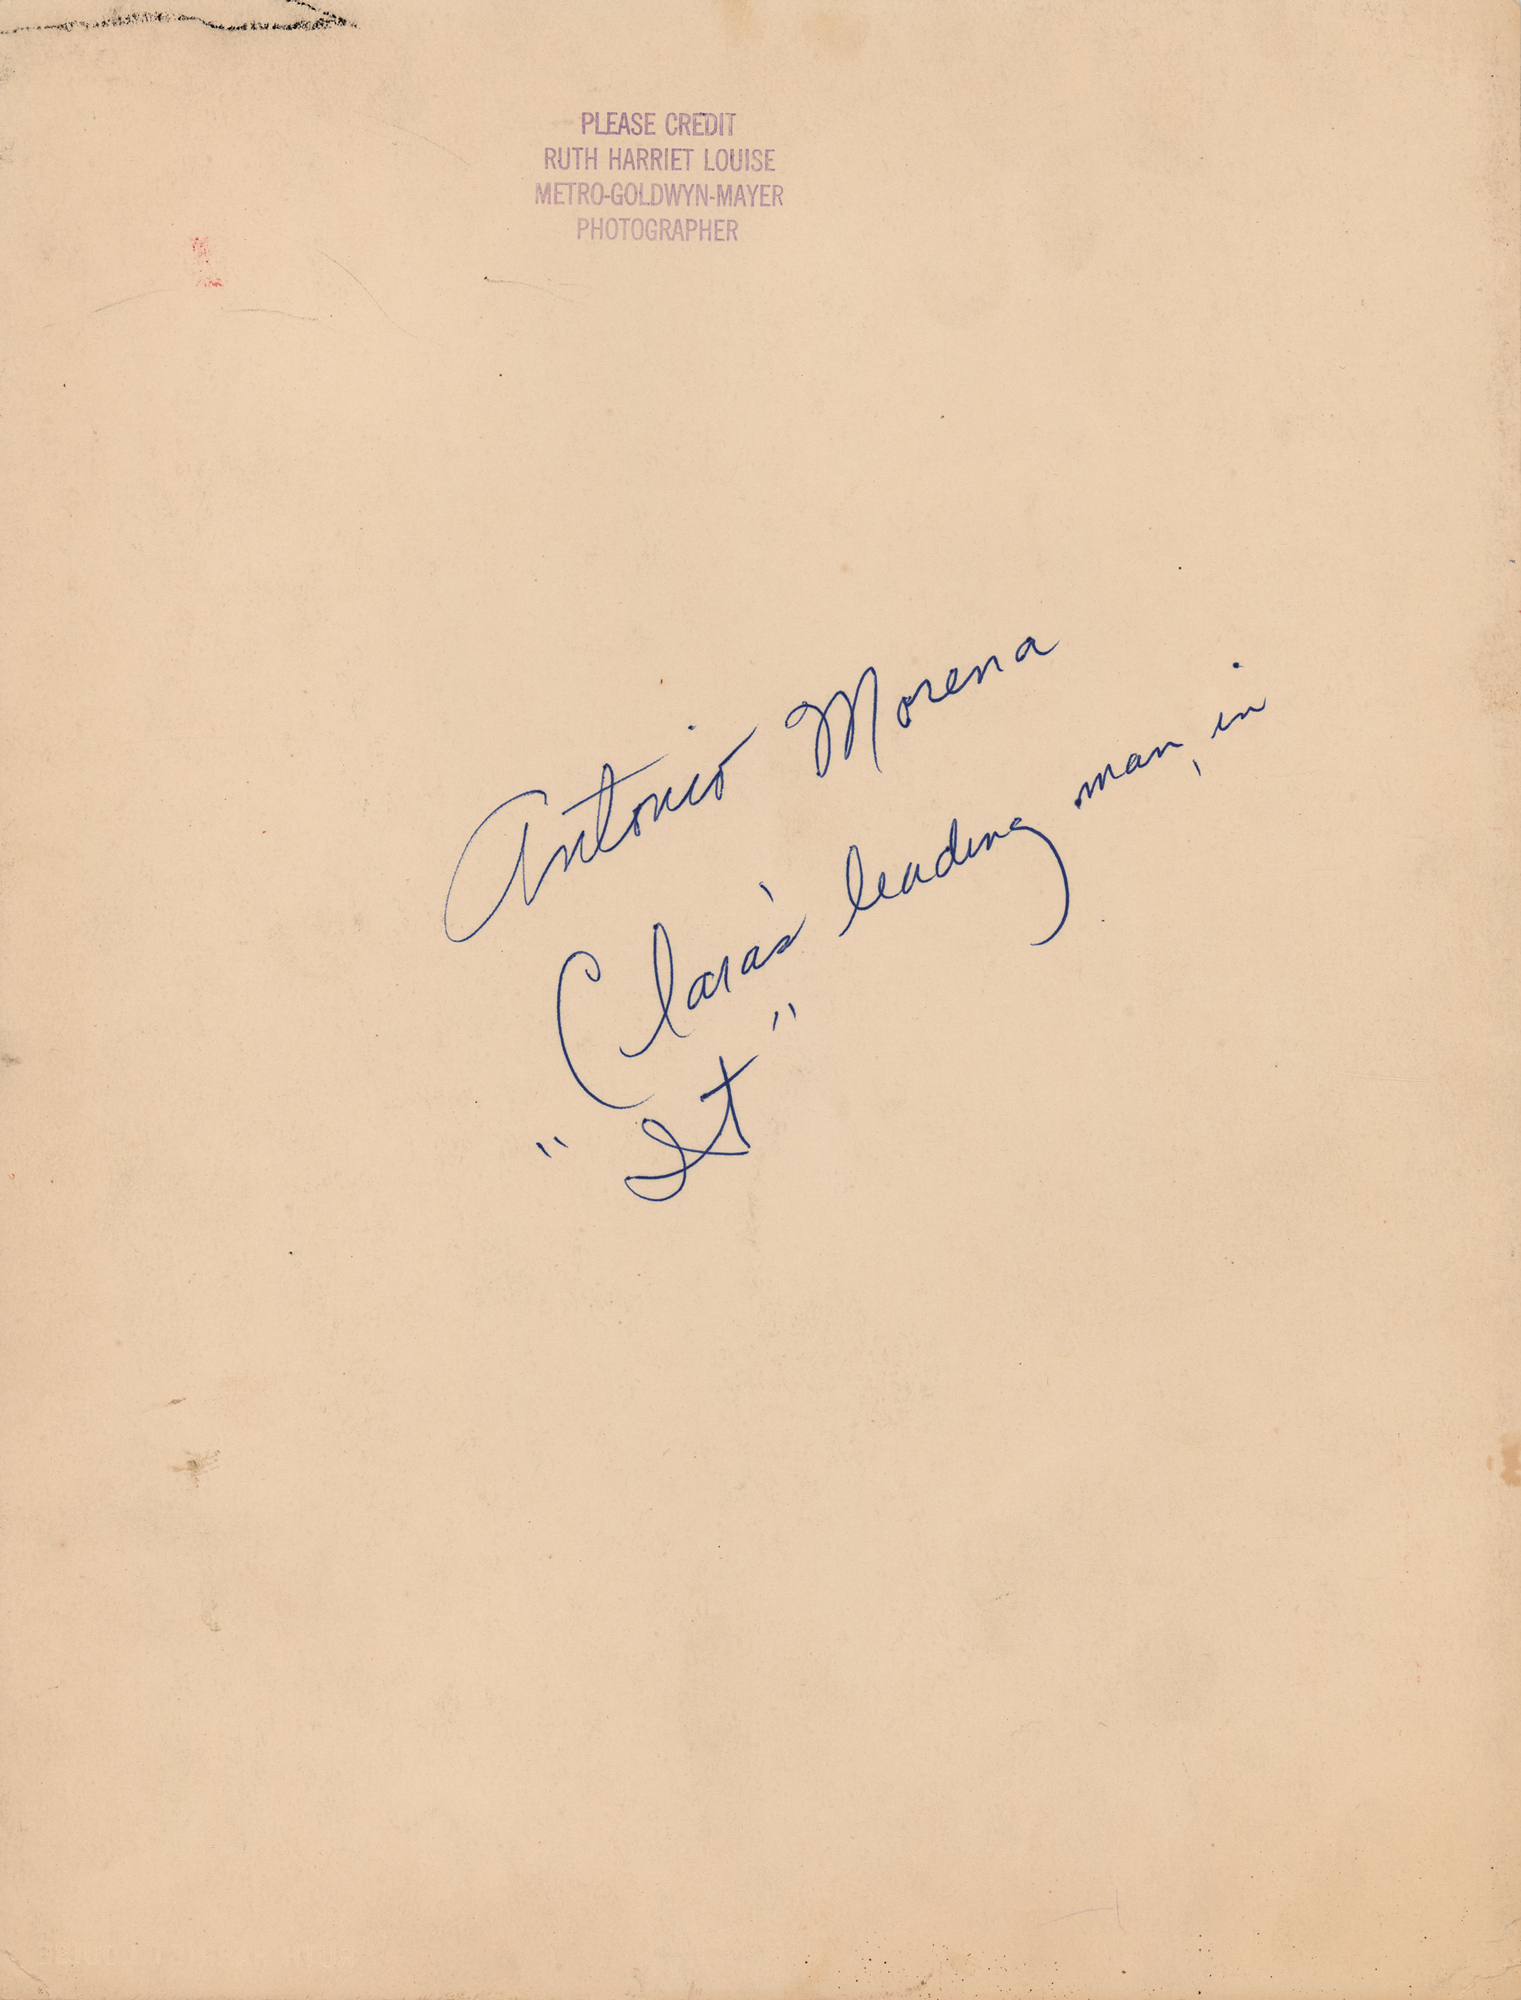 PLEASE CREDIT
RUTH HARRIET LOUISE
METRO-GOLDWYN-MAYER
PHOTOGRAPHER
Antonio Morena
Clara's leading man, in
"It"